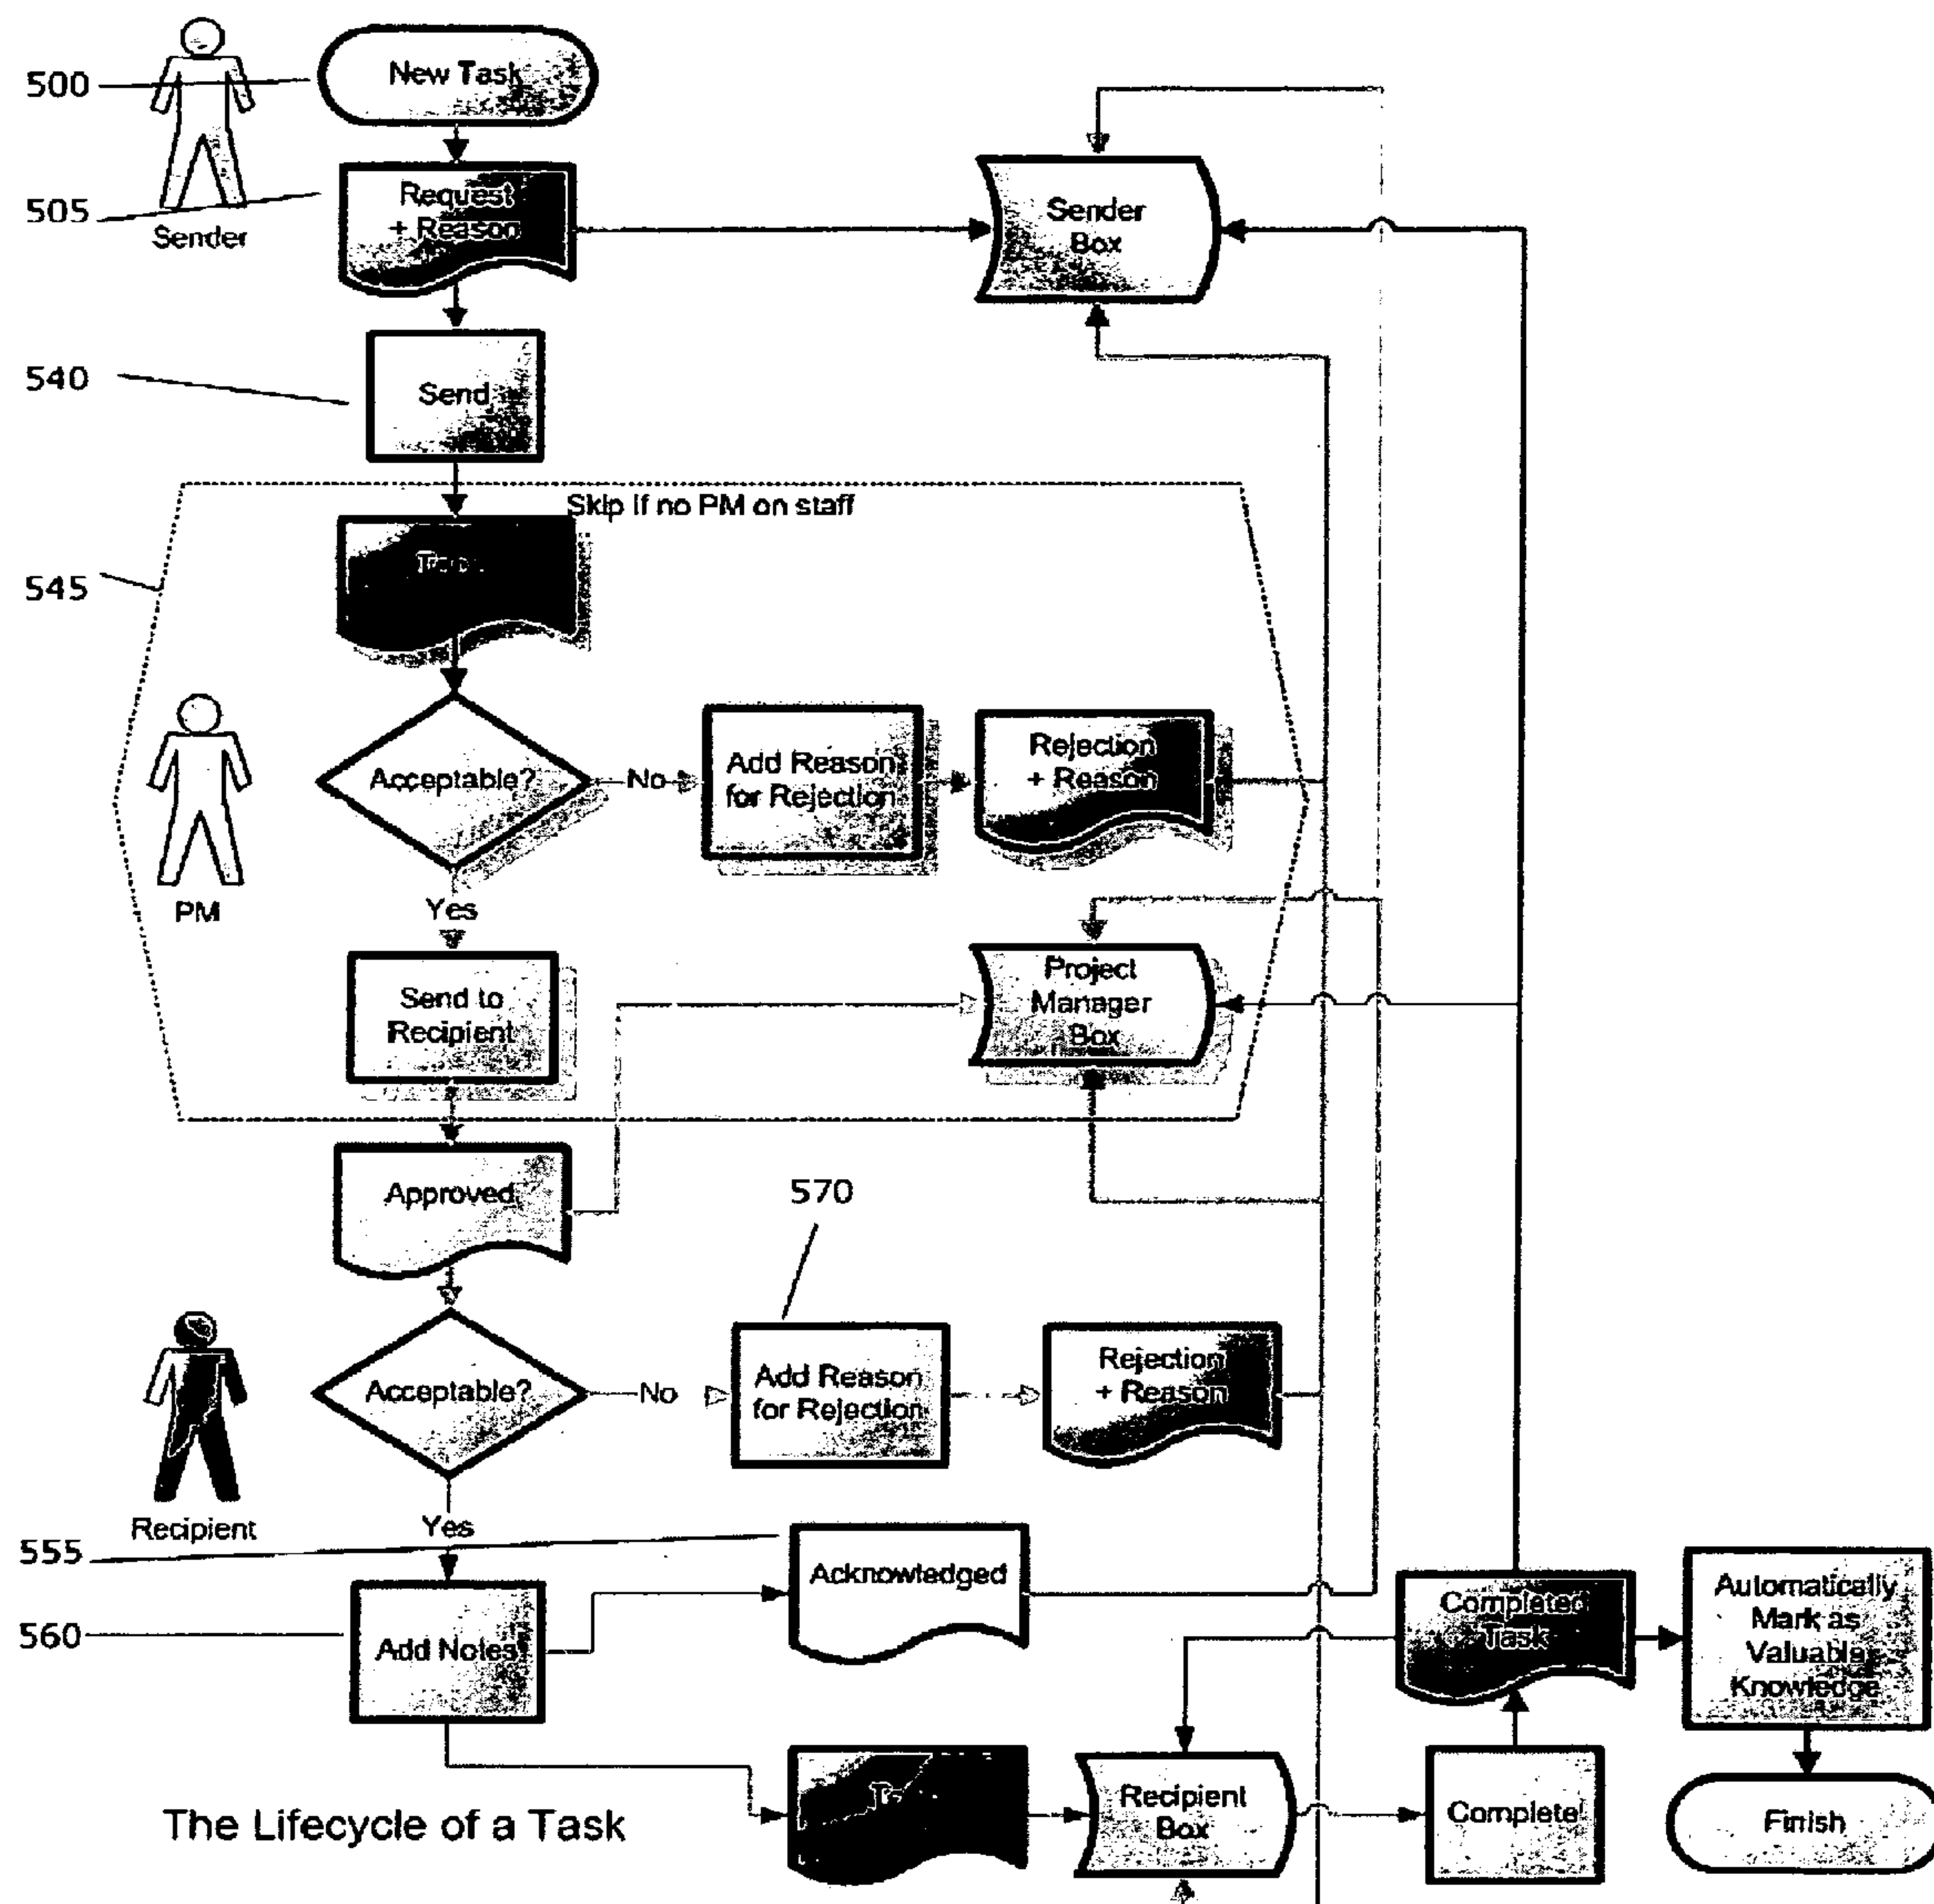 500
New Task
505
Request
+ Reason
Sender
Sender
Box
540
Send
Skip if no PM on staff
545
Acceptable?
No
Add Reason
for Rejection
Rejection
+ Reason
PM
Yes
Send to
Recipient
Project
Manager
Box
Approved
570
Acceptable?
No
Add Reason
for Rejection
Rejection
+ Reason
Recipient
Yes
555
Acknowledged
560
Add Notes
Completed
Task
Automatically
Mark as
Valuable
Knowledge
The Lifecycle of a Task
Recipient
Box
Complete
Finish